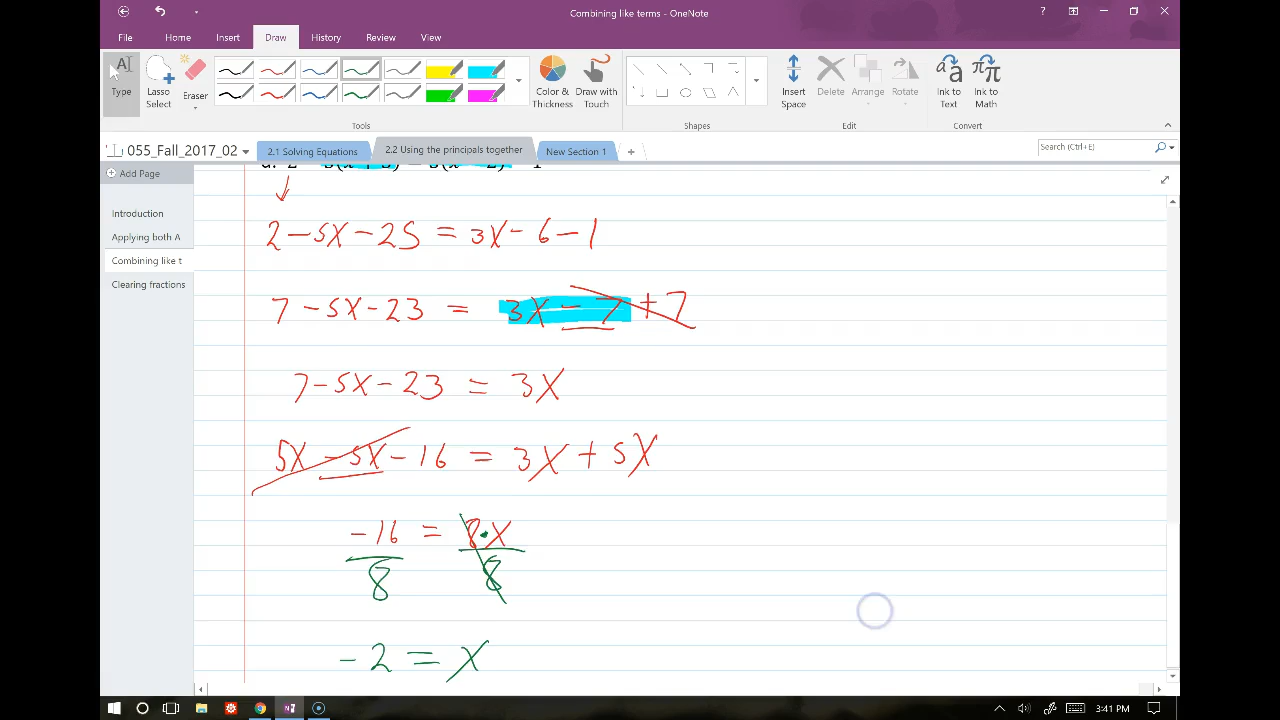 Combining like terms - OneNote
?
File Home Insert Draw History Review View
Type
Lasso Select
Eraser
Color & Thickness
Draw with Touch
Insert Space
Delete
Arrange
Rotate
Ink to Text
Ink to Math
Tools Shapes Edit Convert
055_Fall_2017_02 2.1 Solving Equations 2.2 Using the principals together New Section 1 + Search (Ctrl+E)
Add Page
Introduction
Applying both A
Combining like t
Clearing fractions
2 - 5x - 25 = 3x - 6 - 1
7 - 5x - 23 = 3x - 7 + 7
7 - 5x - 23 = 3x
5x - 5x - 16 = 3x + 5x
-16 = 8·x
8 8
-2 = x
3:41 PM